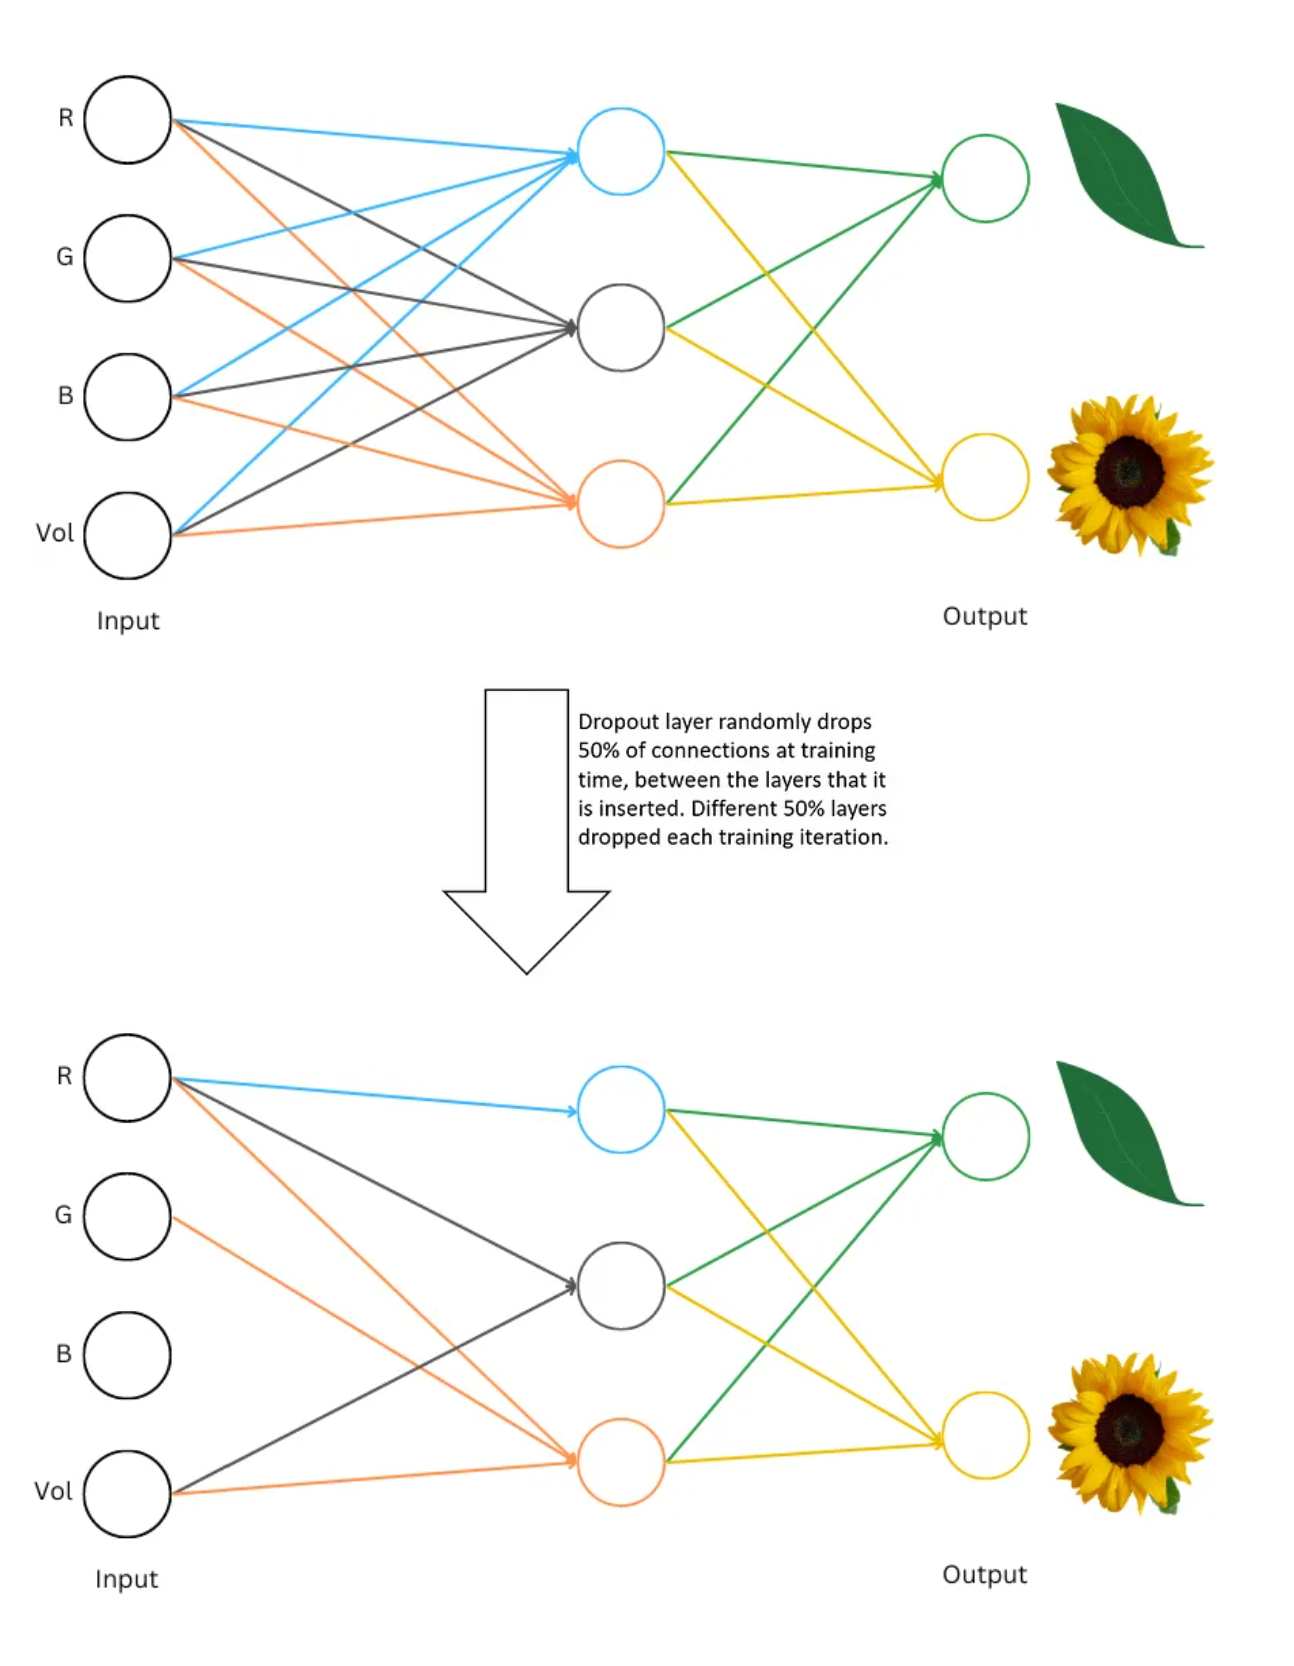 R
G
B
Vol
Input
Output
Dropout layer randomly drops
50% of connections at training
time, between the layers that it
is inserted. Different 50% layers
dropped each training iteration.
R
G
B
Vol
Input
Output